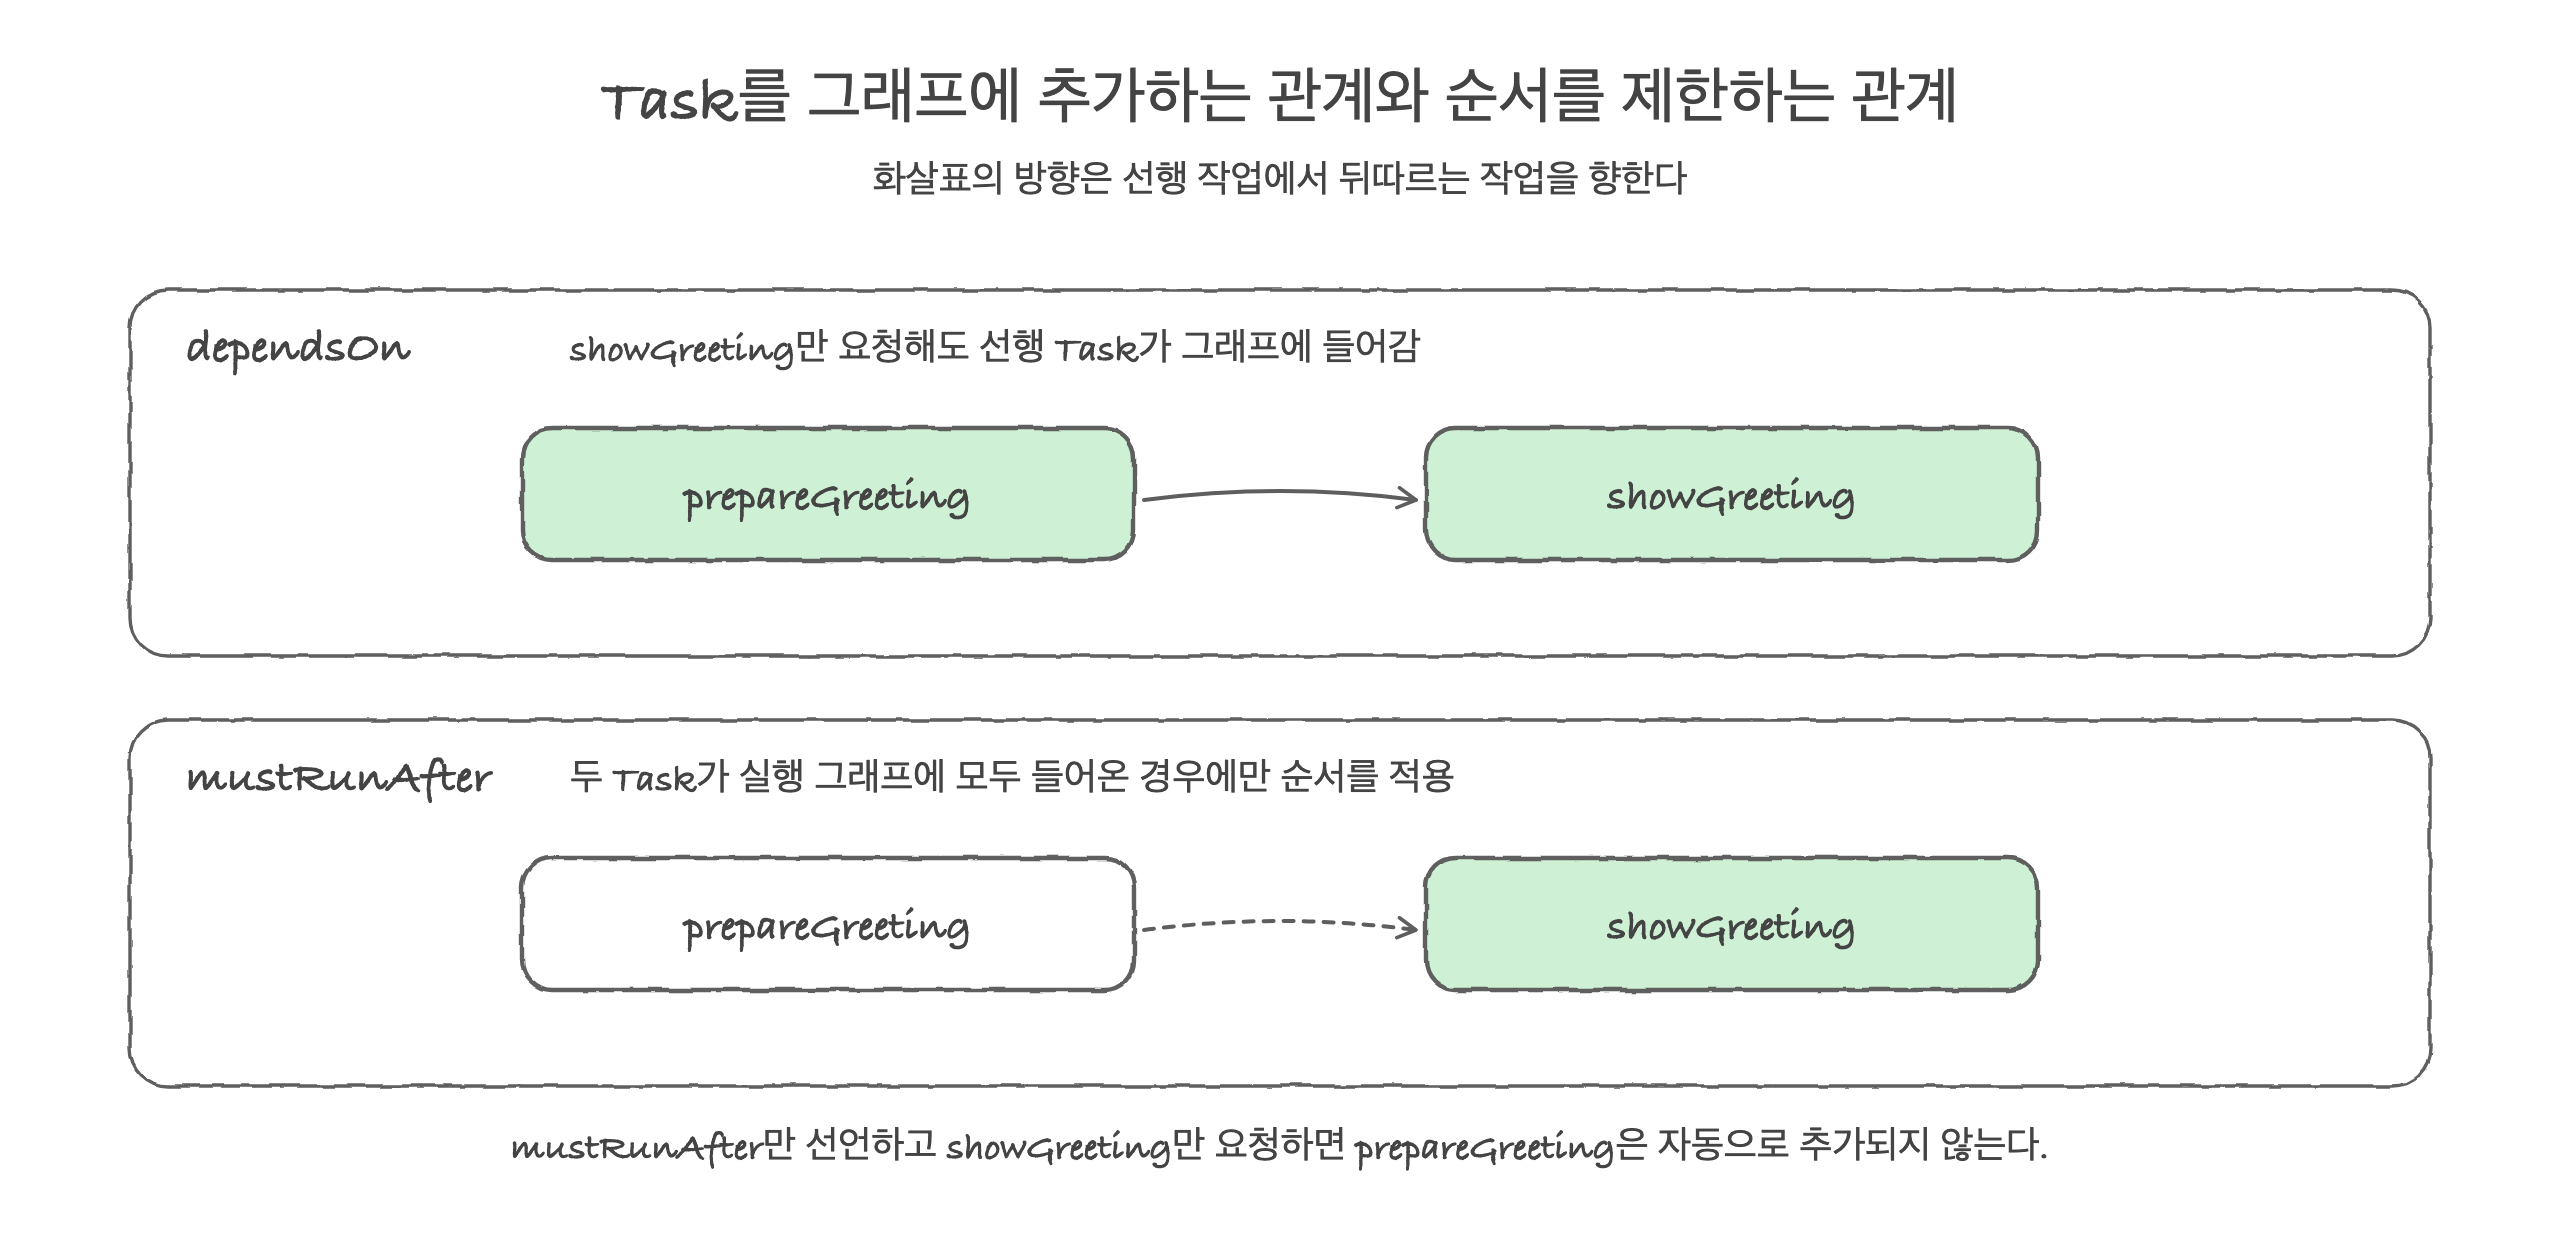 Task를 그래프에 추가하는 관계와 순서를 제한하는 관계
화살표의 방향은 선행 작업에서 뒤따르는 작업을 향한다
dependsOn
showGreeting만 요청해도 선행 Task가 그래프에 들어감
prepareGreeting
showGreeting
mustRunAfter
두 Task가 실행 그래프에 모두 들어온 경우에만 순서를 적용
prepareGreeting
showGreeting
mustRunAfter만 선언하고 showGreeting만 요청하면 prepareGreeting은 자동으로 추가되지 않는다.